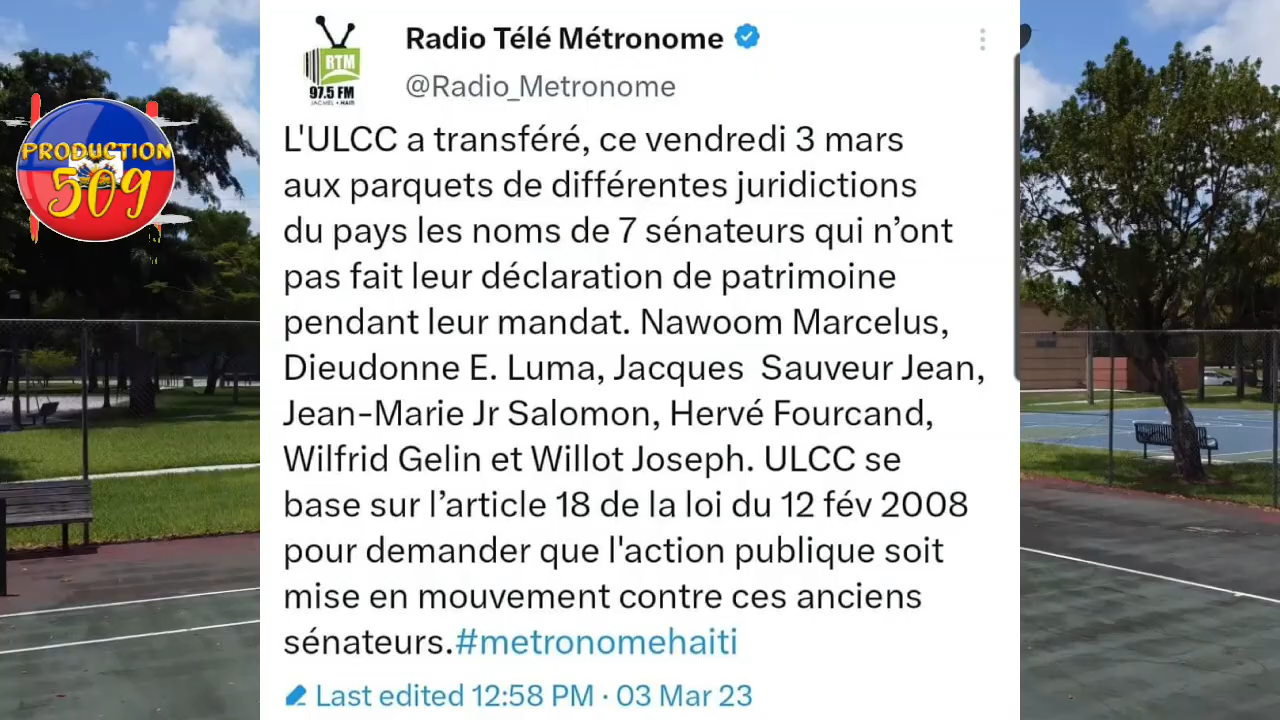 Radio Télé Métronome
@Radio_Metronome
RTM
97.5 FM
JACMEL • HAITI
PRODUCTION
509
L'ULCC a transféré, ce vendredi 3 mars
aux parquets de différentes juridictions
du pays les noms de 7 sénateurs qui n’ont
pas fait leur déclaration de patrimoine
pendant leur mandat. Nawoom Marcelus,
Dieudonne E. Luma, Jacques  Sauveur Jean,
Jean-Marie Jr Salomon, Hervé Fourcand,
Wilfrid Gelin et Willot Joseph. ULCC se
base sur l’article 18 de la loi du 12 fév 2008
pour demander que l'action publique soit
mise en mouvement contre ces anciens
sénateurs.#metronomehaiti
Last edited 12:58 PM · 03 Mar 23